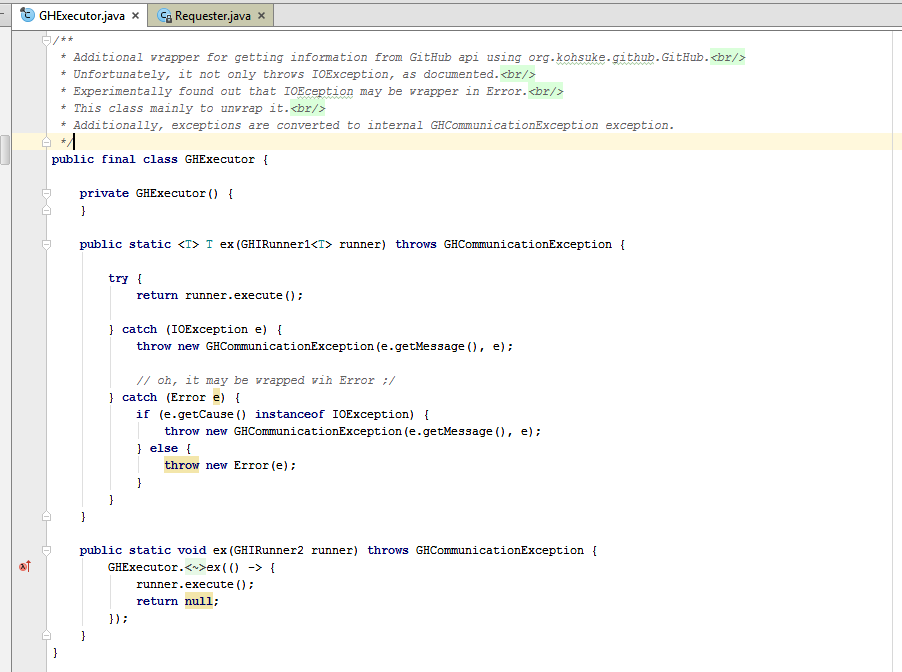 GHExecutor.java × Requester.java ×
/**
 * Additional wrapper for getting information from GitHub api using org.kohsuke.github.GitHub.<br/>
 * Unfortunately, it not only throws IOException, as documented.<br/>
 * Experimentally found out that IOEception may be wrapper in Error.<br/>
 * This class mainly to unwrap it.<br/>
 * Additionally, exceptions are converted to internal GHCommunicationException exception.
 */
public final class GHExecutor {
    private GHExecutor() {
    }
    public static <T> T ex(GHIRunner1<T> runner) throws GHCommunicationException {
        try {
            return runner.execute();
        } catch (IOException e) {
            throw new GHCommunicationException(e.getMessage(), e);
            // oh, it may be wrapped wih Error ;/
        } catch (Error e) {
            if (e.getCause() instanceof IOException) {
                throw new GHCommunicationException(e.getMessage(), e);
            } else {
                throw new Error(e);
            }
        }
    }
    public static void ex(GHIRunner2 runner) throws GHCommunicationException {
        GHExecutor.<~>ex(() -> {
            runner.execute();
            return null;
        });
    }
}